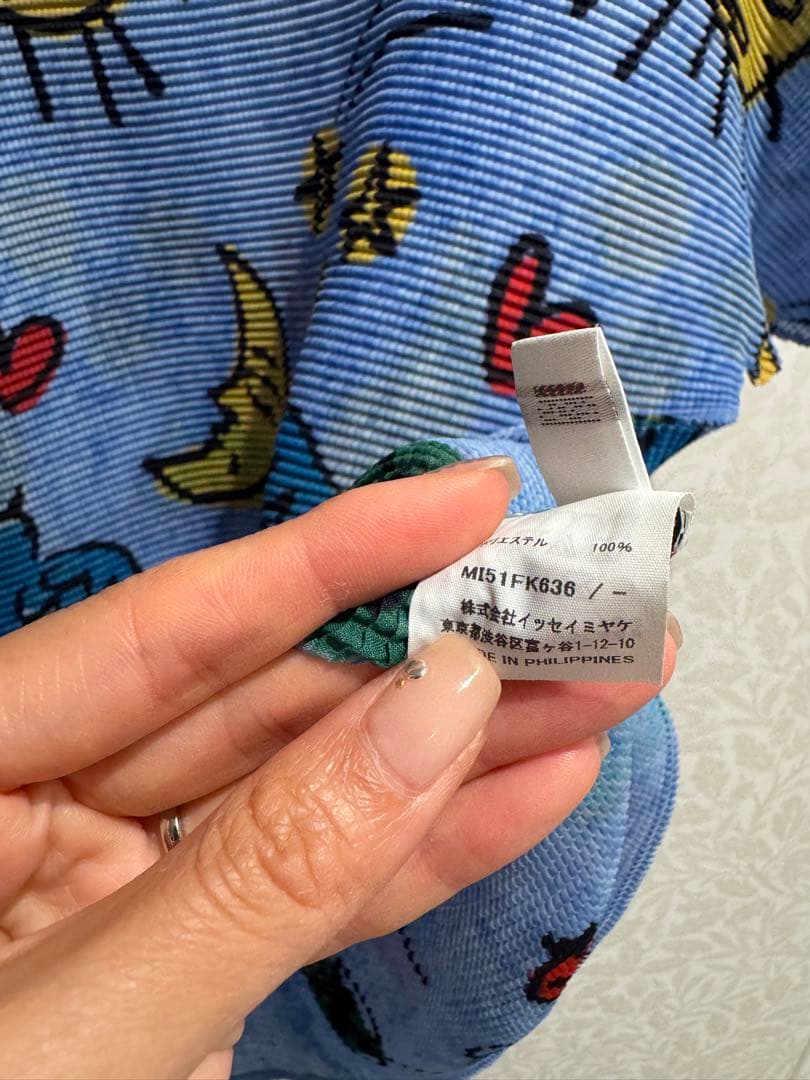 リエステル 100%
MI51FK636 / -
株式会社イッセイミヤケ
東京都渋谷区富ヶ谷1-12-10
DE IN PHILIPPINES